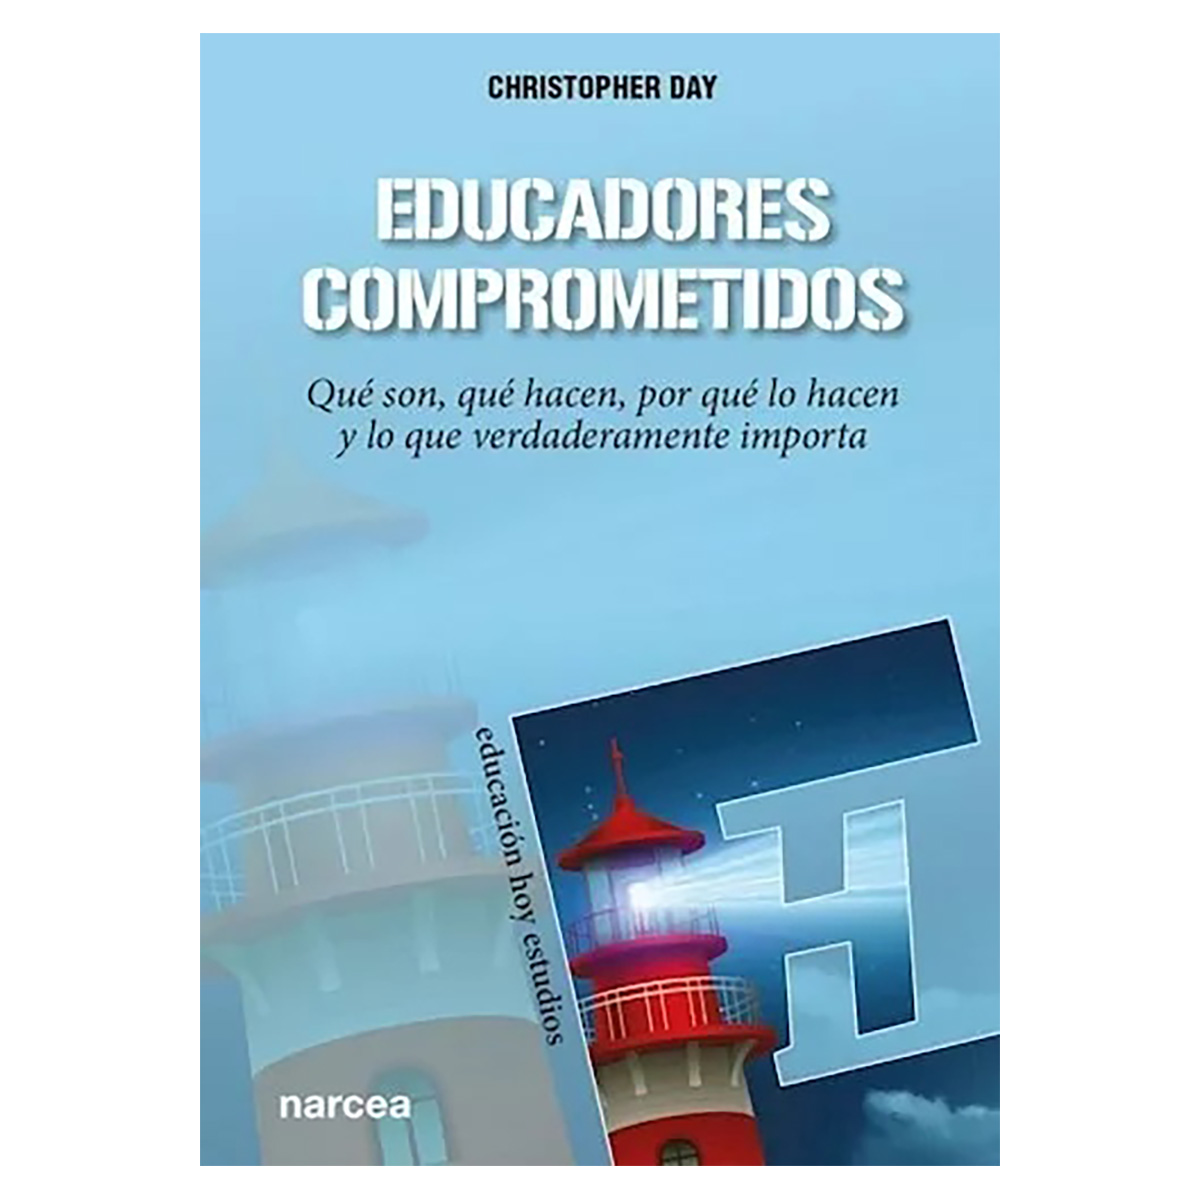 CHRISTOPHER DAY
EDUCADORES
COMPROMETIDOS
Qué son, qué hacen, por qué lo hacen
y lo que verdaderamente importa
educación hoy estudios
H
narcea